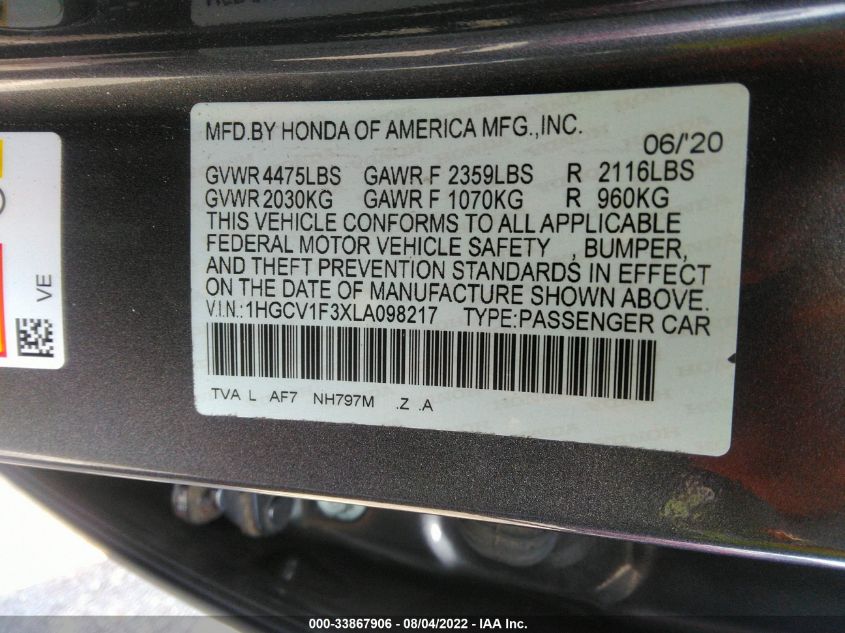 MFD.BY HONDA OF AMERICA MFG.,INC.
06/'20
GVWR 4475LBS GAWR F 2359LBS R 2116LBS
GVWR 2030KG GAWR F 1070KG R 960KG
THIS VEHICLE CONFORMS TO ALL APPLICABLE
FEDERAL MOTOR VEHICLE SAFETY , BUMPER,
AND THEFT PREVENTION STANDARDS IN EFFECT
ON THE DATE OF MANUFACTURE SHOWN ABOVE.
V.I.N.:1HGCV1F3XLA098217 TYPE:PASSENGER CAR
TVA L AF7 NH797M .Z .A
VE
000-33867906 - 08/04/2022 - IAA Inc.